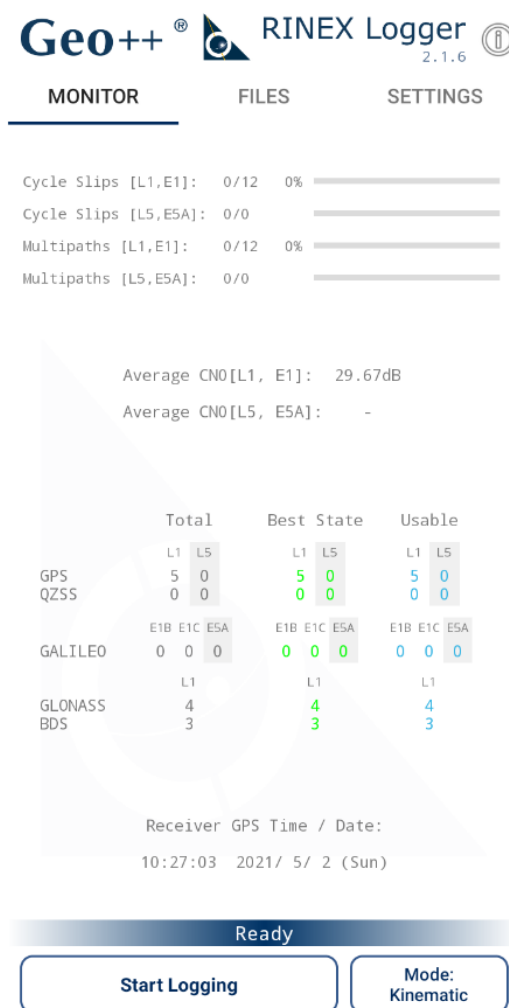 Geo++ ® RINEX Logger
2.1.6
MONITOR FILES SETTINGS
Cycle Slips [L1,E1]: 0/12 0%
Cycle Slips [L5,E5A]: 0/0
Multipaths [L1,E1]: 0/12 0%
Multipaths [L5,E5A]: 0/0
Average CN0[L1, E1]: 29.67dB
Average CN0[L5, E5A]: -
Total Best State Usable
L1 L5 L1 L5 L1 L5
GPS 5 0 5 0 5 0
QZSS 0 0 0 0 0 0
E1B E1C E5A E1B E1C E5A E1B E1C E5A
GALILEO 0 0 0 0 0 0 0 0 0
L1 L1 L1
GLONASS 4 4 4
BDS 3 3 3
Receiver GPS Time / Date:
10:27:03 2021/ 5/ 2 (Sun)
Ready
Start Logging
Mode:
Kinematic